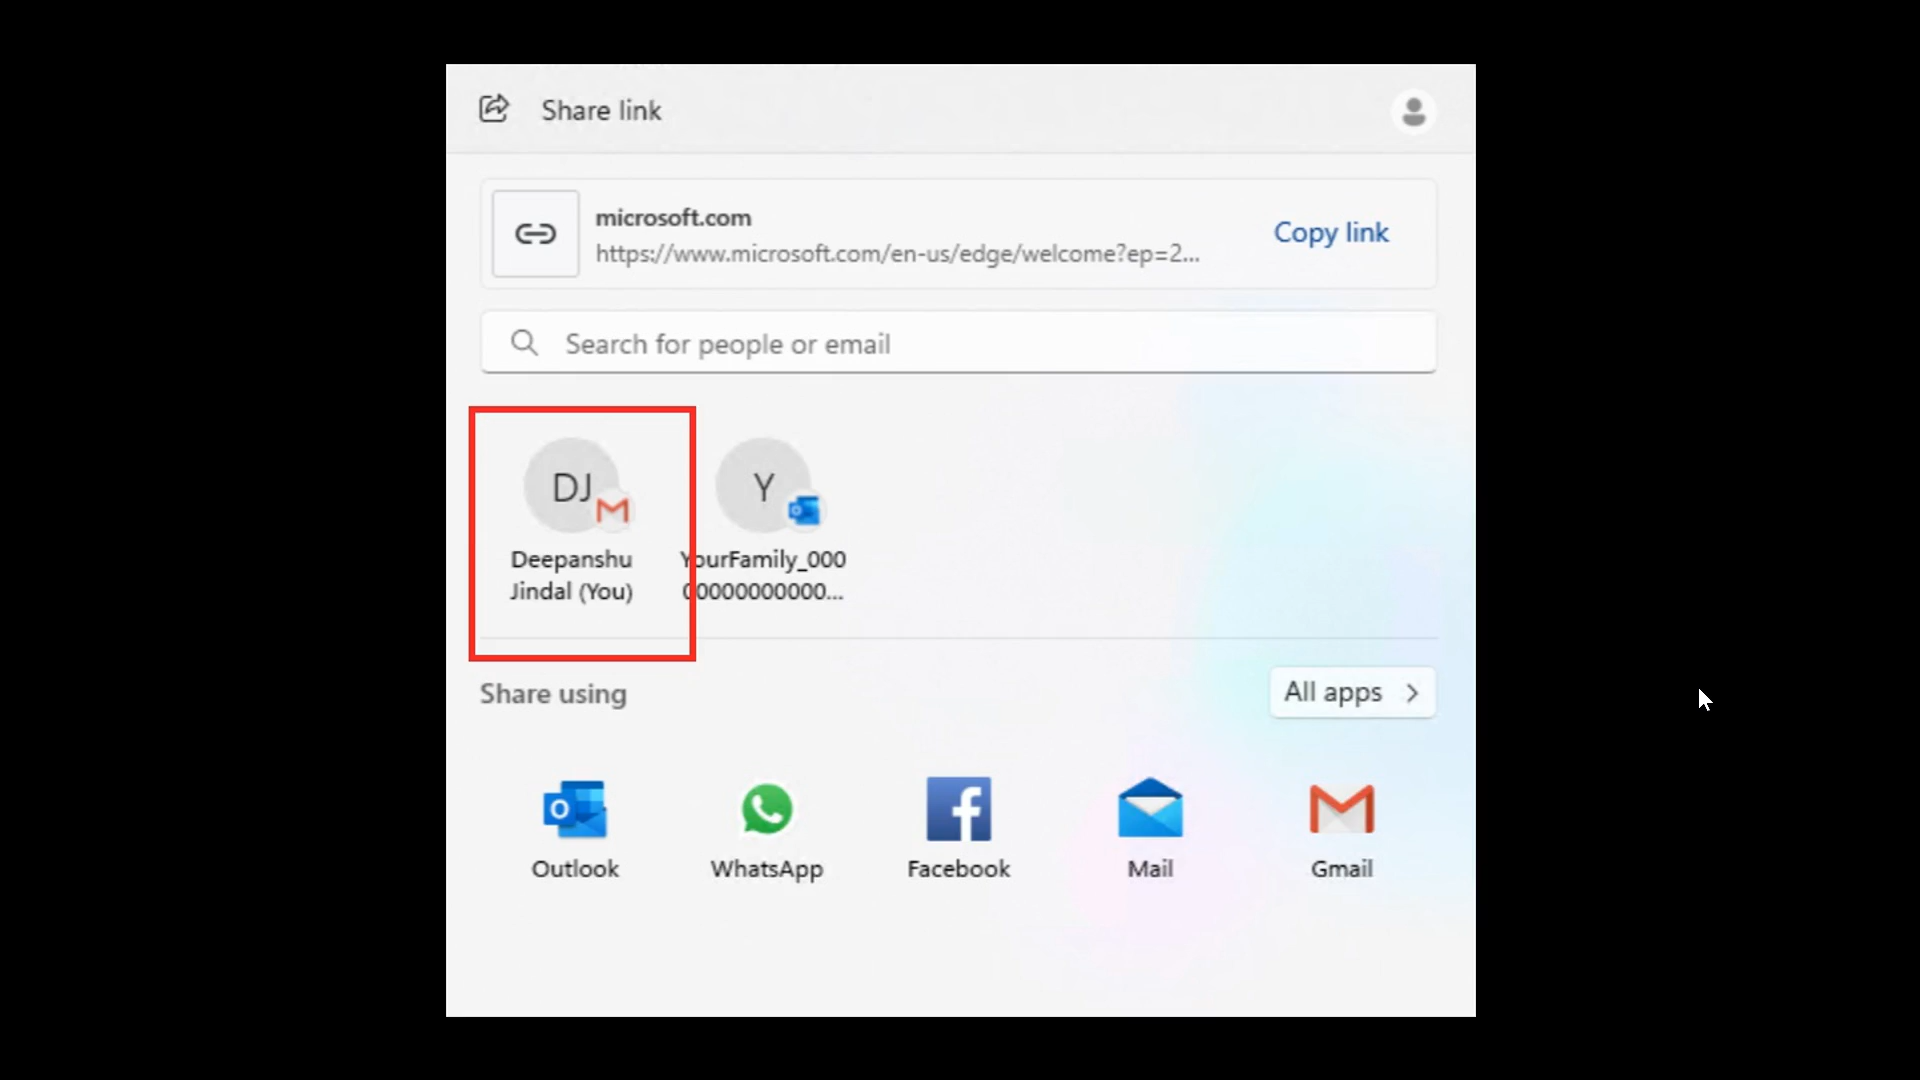 Share link
microsoft.com
https://www.microsoft.com/en-us/edge/welcome?ep=2...
Copy link
Search for people or email
DJ
Y
Deepanshu
Jindal (You)
YourFamily_000
00000000000...
Share using
All apps
Outlook
WhatsApp
Facebook
Mail
Gmail